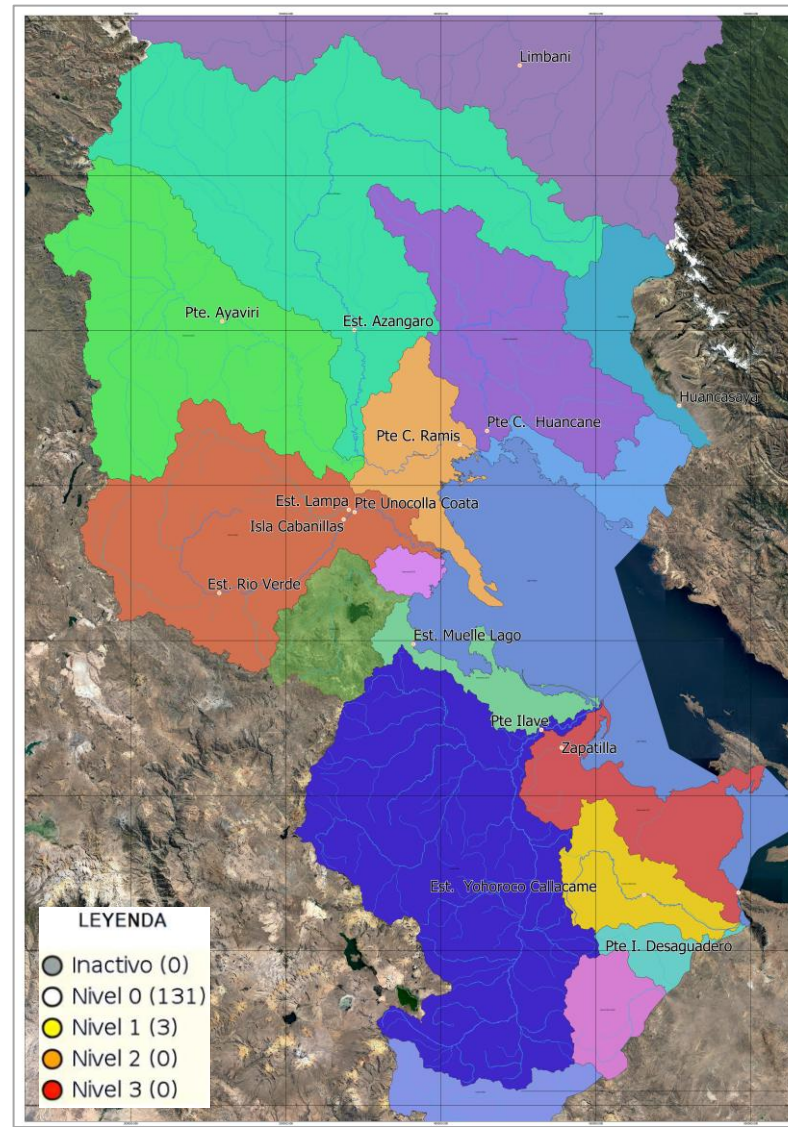 Limbani
Pte. Ayaviri
Est. Azangaro
Huancasaya
Pte C. Huancane
Pte C. Ramis
Est. Lampa
Pte Unocolla Coata
Isla Cabanillas
Est. Rio Verde
Est. Muelle Lago
Pte Ilave
Zapatilla
Est. Yohoroco Callacame
Pte I. Desaguadero
LEYENDA
Inactivo (0)
Nivel 0 (131)
Nivel 1 (3)
Nivel 2 (0)
Nivel 3 (0)